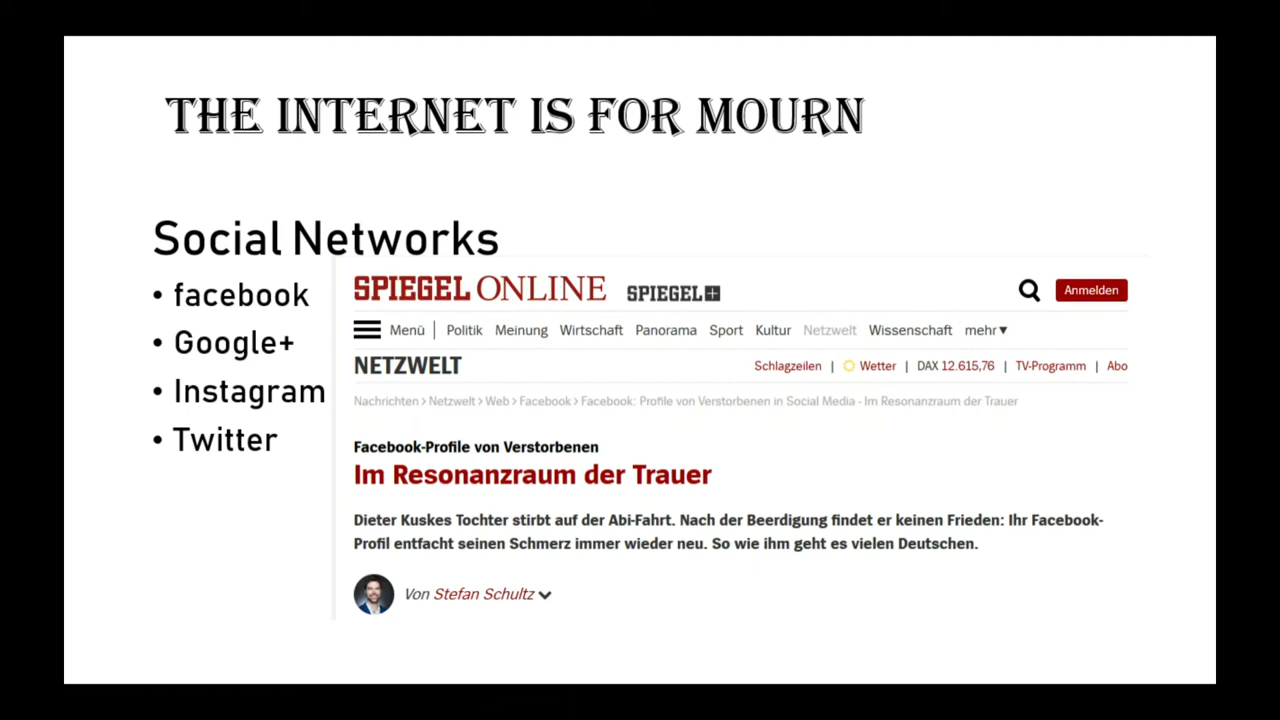 THE INTERNET IS FOR MOURN
Social Networks
• facebook
• Google+
• Instagram
• Twitter
SPIEGEL ONLINE SPIEGEL+
Anmelden
Menü Politik Meinung Wirtschaft Panorama Sport Kultur Netzwelt Wissenschaft mehr▼
NETZWELT
Schlagzeilen | Wetter | DAX 12.615,76 | TV-Programm | Abo
Nachrichten > Netzwelt > Web > Facebook > Facebook: Profile von Verstorbenen in Social Media - Im Resonanzraum der Trauer
Facebook-Profile von Verstorbenen
Im Resonanzraum der Trauer
Dieter Kuskes Tochter stirbt auf der Abi-Fahrt. Nach der Beerdigung findet er keinen Frieden: Ihr Facebook-
Profil entfacht seinen Schmerz immer wieder neu. So wie ihm geht es vielen Deutschen.
Von Stefan Schultz